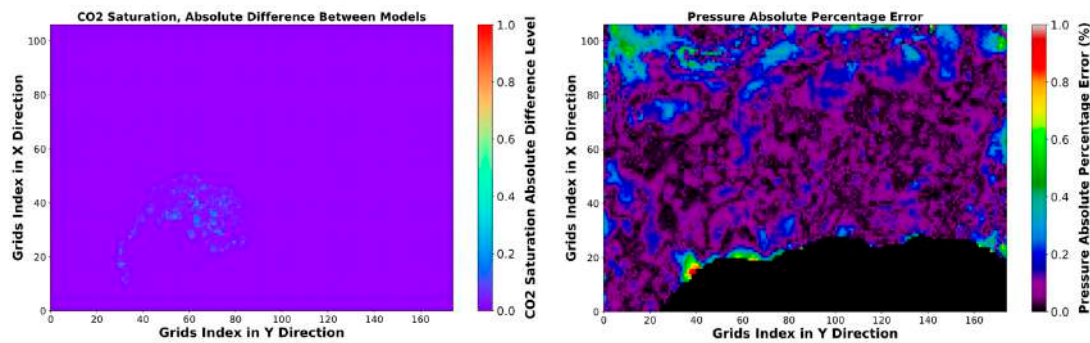 CO2 Saturation, Absolute Difference Between Models
100
80
60
40
20
0
0 20 40 60 80 100 120 140 160
Grids Index in Y Direction
Grids Index in X Direction
1.0
0.8
0.6
0.4
0.2
0.0
CO2 Saturation Absolute Difference Level
Pressure Absolute Percentage Error
100
80
60
40
20
0
0 20 40 60 80 100 120 140 160
Grids Index in Y Direction
Grids Index in X Direction
1.0
0.8
0.6
0.4
0.2
0.0
Pressure Absolute Percentage Error (%)